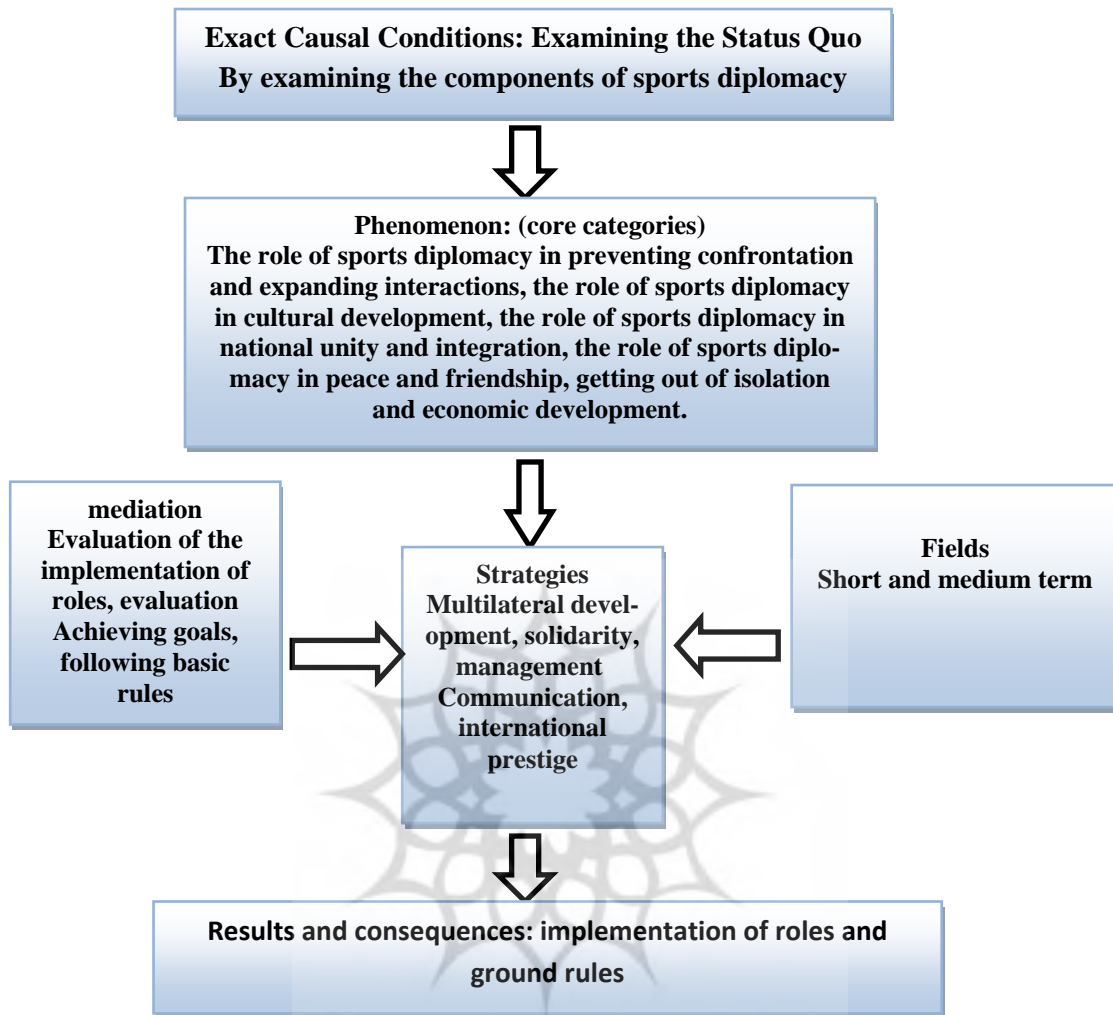 Exact Causal Conditions: Examining the Status Quo
By examining the components of sports diplomacy
Phenomenon: (core categories)
The role of sports diplomacy in preventing confrontation
and expanding interactions, the role of sports diplomacy
in cultural development, the role of sports diplomacy in
national unity and integration, the role of sports diplo-
macy in peace and friendship, getting out of isolation
and economic development.
mediation
Evaluation of the
implementation of
roles, evaluation
Achieving goals,
following basic
rules
Strategies
Multilateral devel-
opment, solidarity,
management
Communication,
international
prestige
Fields
Short and medium term
Results and consequences: implementation of roles and
ground rules